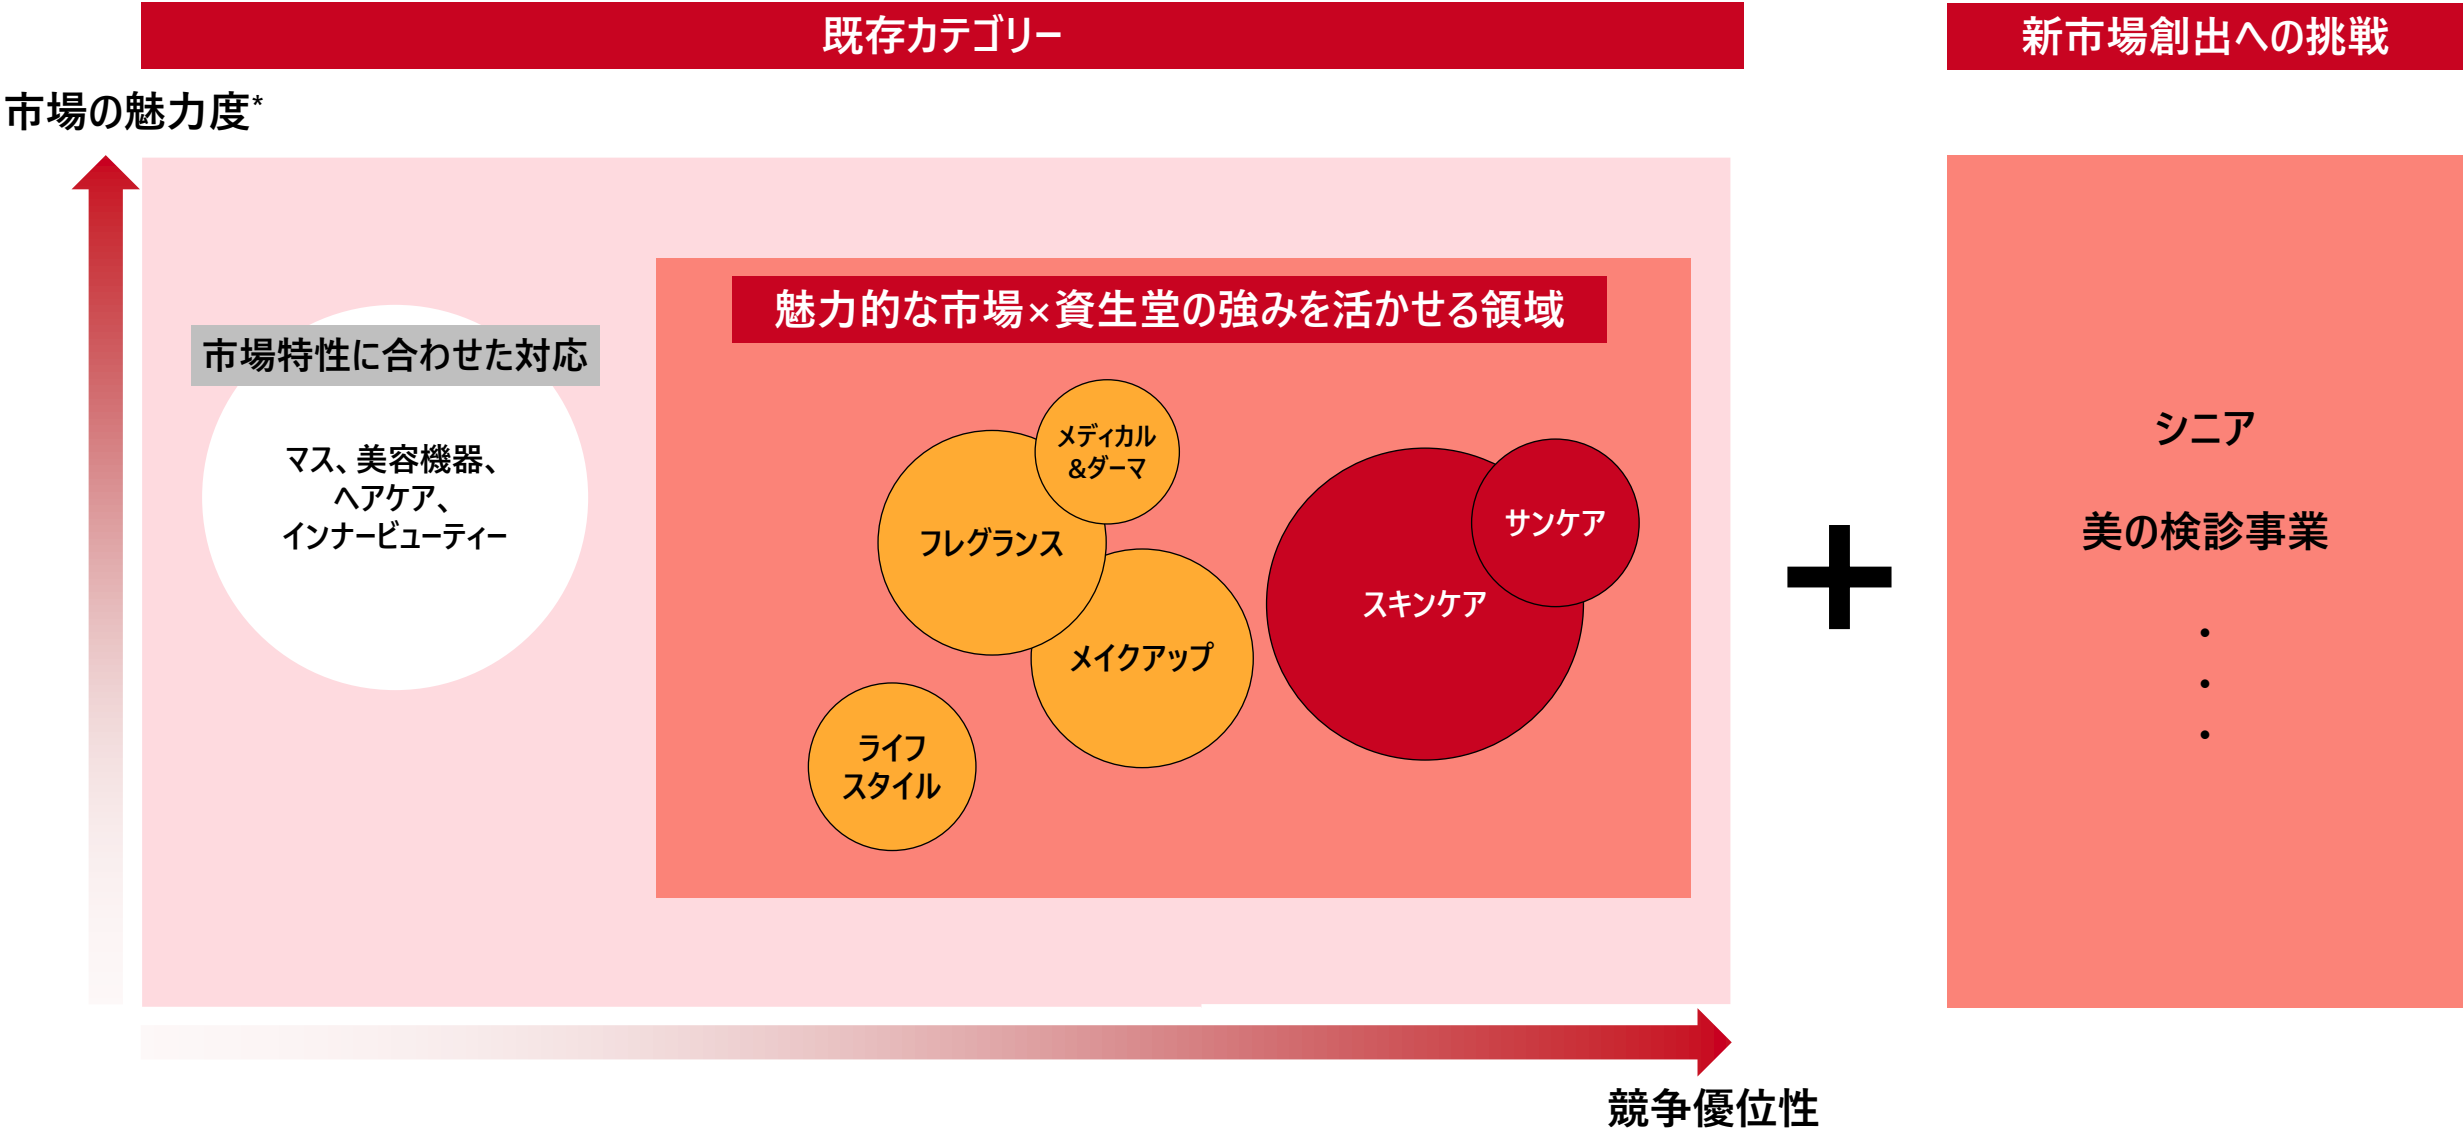 既存カテゴリー
新市場創出への挑戦
市場の魅力度*
魅力的な市場×資生堂の強みを活かせる領域
市場特性に合わせた対応
マス、美容機器、
ヘアケア、
インナービューティー
メディカル
&ダーマ
フレグランス
サンケア
スキンケア
メイクアップ
ライフ
スタイル
+
シニア
美の検診事業
・
・
・
競争優位性